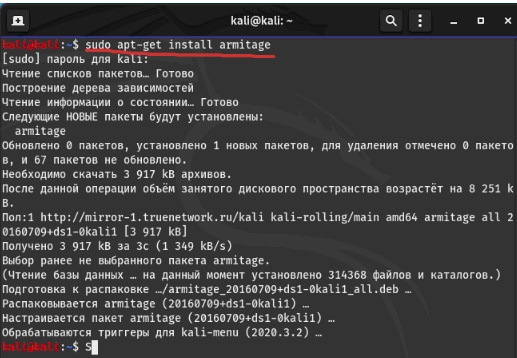 kali@kali: ~
kali@kali:~$ sudo apt-get install armitage
[sudo] пароль для kali:
Чтение списков пакетов… Готово
Построение дерева зависимостей
Чтение информации о состоянии… Готово
Следующие НОВЫЕ пакеты будут установлены:
armitage
Обновлено 0 пакетов, установлено 1 новых пакетов, для удаления отмечено 0 пакето
в, и 67 пакетов не обновлено.
Необходимо скачать 3 917 kB архивов.
После данной операции объём занятого дискового пространства возрастёт на 8 251 k
B.
Пол:1 http://mirror-1.truenetwork.ru/kali kali-rolling/main amd64 armitage all 2
0160709+ds1-0kali1 [3 917 kB]
Получено 3 917 kB за 3с (1 349 kB/s)
Выбор ранее не выбранного пакета armitage.
(Чтение базы данных … на данный момент установлено 314368 файлов и каталогов.)
Подготовка к распаковке …/armitage_20160709+ds1-0kali1_all.deb …
Распаковывается armitage (20160709+ds1-0kali1) …
Настраивается пакет armitage (20160709+ds1-0kali1) …
Обрабатываются триггеры для kali-menu (2020.3.2) …
kali@kali:~$ S